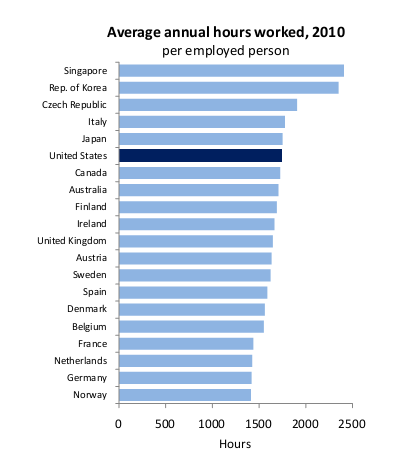 Average annual hours worked, 2010
per employed person
Singapore
Rep. of Korea
Czech Republic
Italy
Japan
United States
Canada
Australia
Finland
Ireland
United Kingdom
Austria
Sweden
Spain
Denmark
Belgium
France
Netherlands
Germany
Norway
0 500 1000 1500 2000 2500
Hours